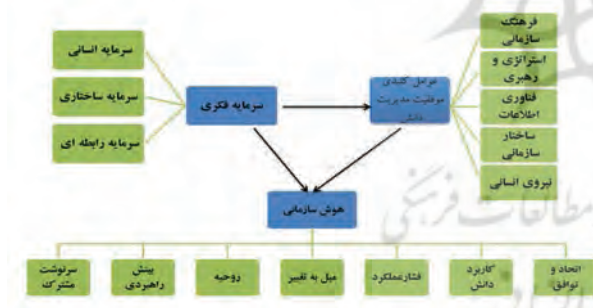 فرهنگ
سازمانی
استراتژی و
رهبری
فناوری
اطلاعات
ساختار
سازمانی
نیروی انسانی
عوامل کلیدی
موفقیت مدیریت
دانش
سرمایه فکری
سرمایه انسانی
سرمایه ساختاری
سرمایه رابطه ای
هوش سازمانی
اتحاد و
توافق
کاربرد
دانش
فشارعملکرد
میل به تغییر
روحیه
بینش
راهبردی
سرنوشت
مشترک
مطالعات فرهنگی